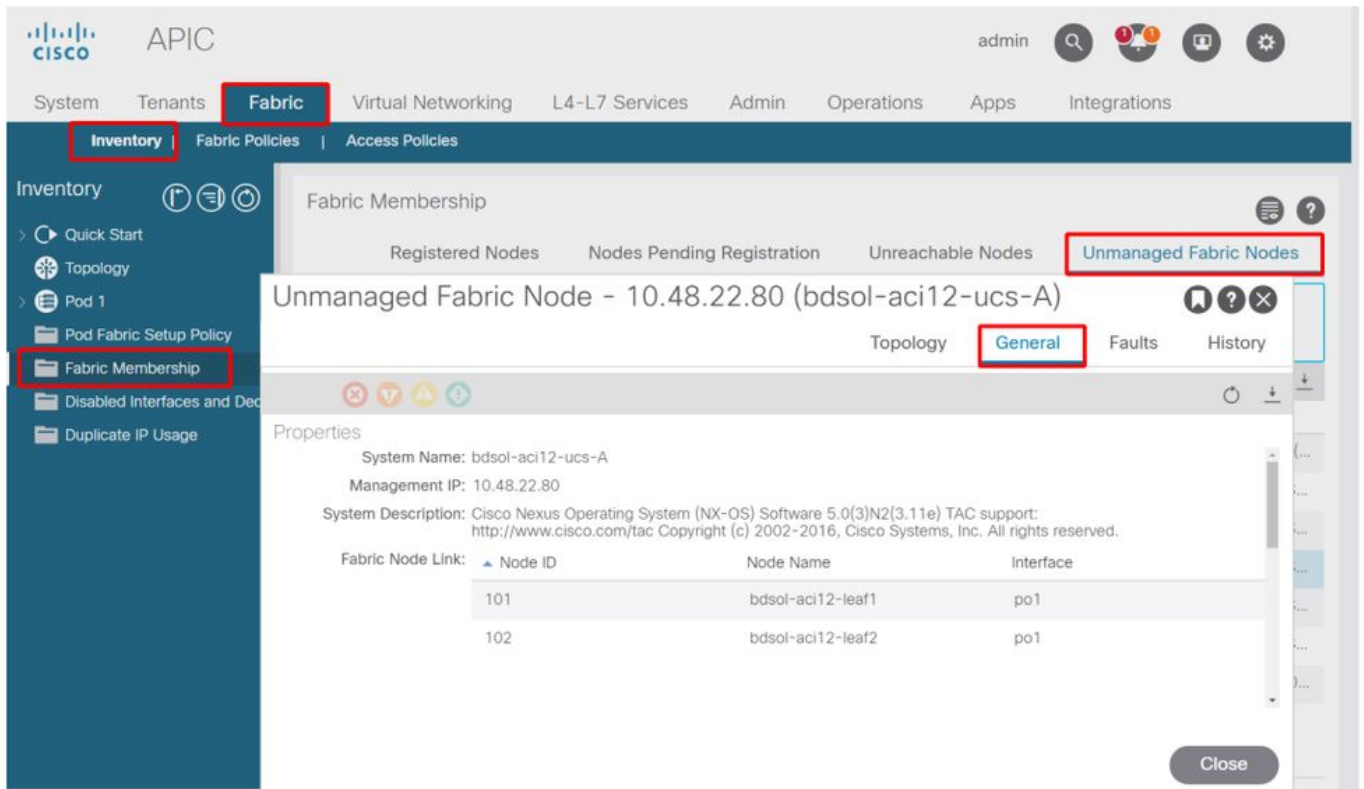 CISCO
APIC
admin
1
1
System Tenants Fabric Virtual Networking L4-L7 Services Admin Operations Apps Integrations
Inventory | Fabric Policies | Access Policies
Inventory
Quick Start
Topology
Pod 1
Pod Fabric Setup Policy
Fabric Membership
Disabled Interfaces and Dec
Duplicate IP Usage
Fabric Membership
Registered Nodes Nodes Pending Registration Unreachable Nodes Unmanaged Fabric Nodes
Unmanaged Fabric Node - 10.48.22.80 (bdsol-aci12-ucs-A)
Topology General Faults History
Properties
System Name: bdsol-aci12-ucs-A
Management IP: 10.48.22.80
System Description: Cisco Nexus Operating System (NX-OS) Software 5.0(3)N2(3.11e) TAC support:
http://www.cisco.com/tac Copyright (c) 2002-2016, Cisco Systems, Inc. All rights reserved.
Fabric Node Link: Node ID Node Name Interface
101 bdsol-aci12-leaf1 po1
102 bdsol-aci12-leaf2 po1
Close